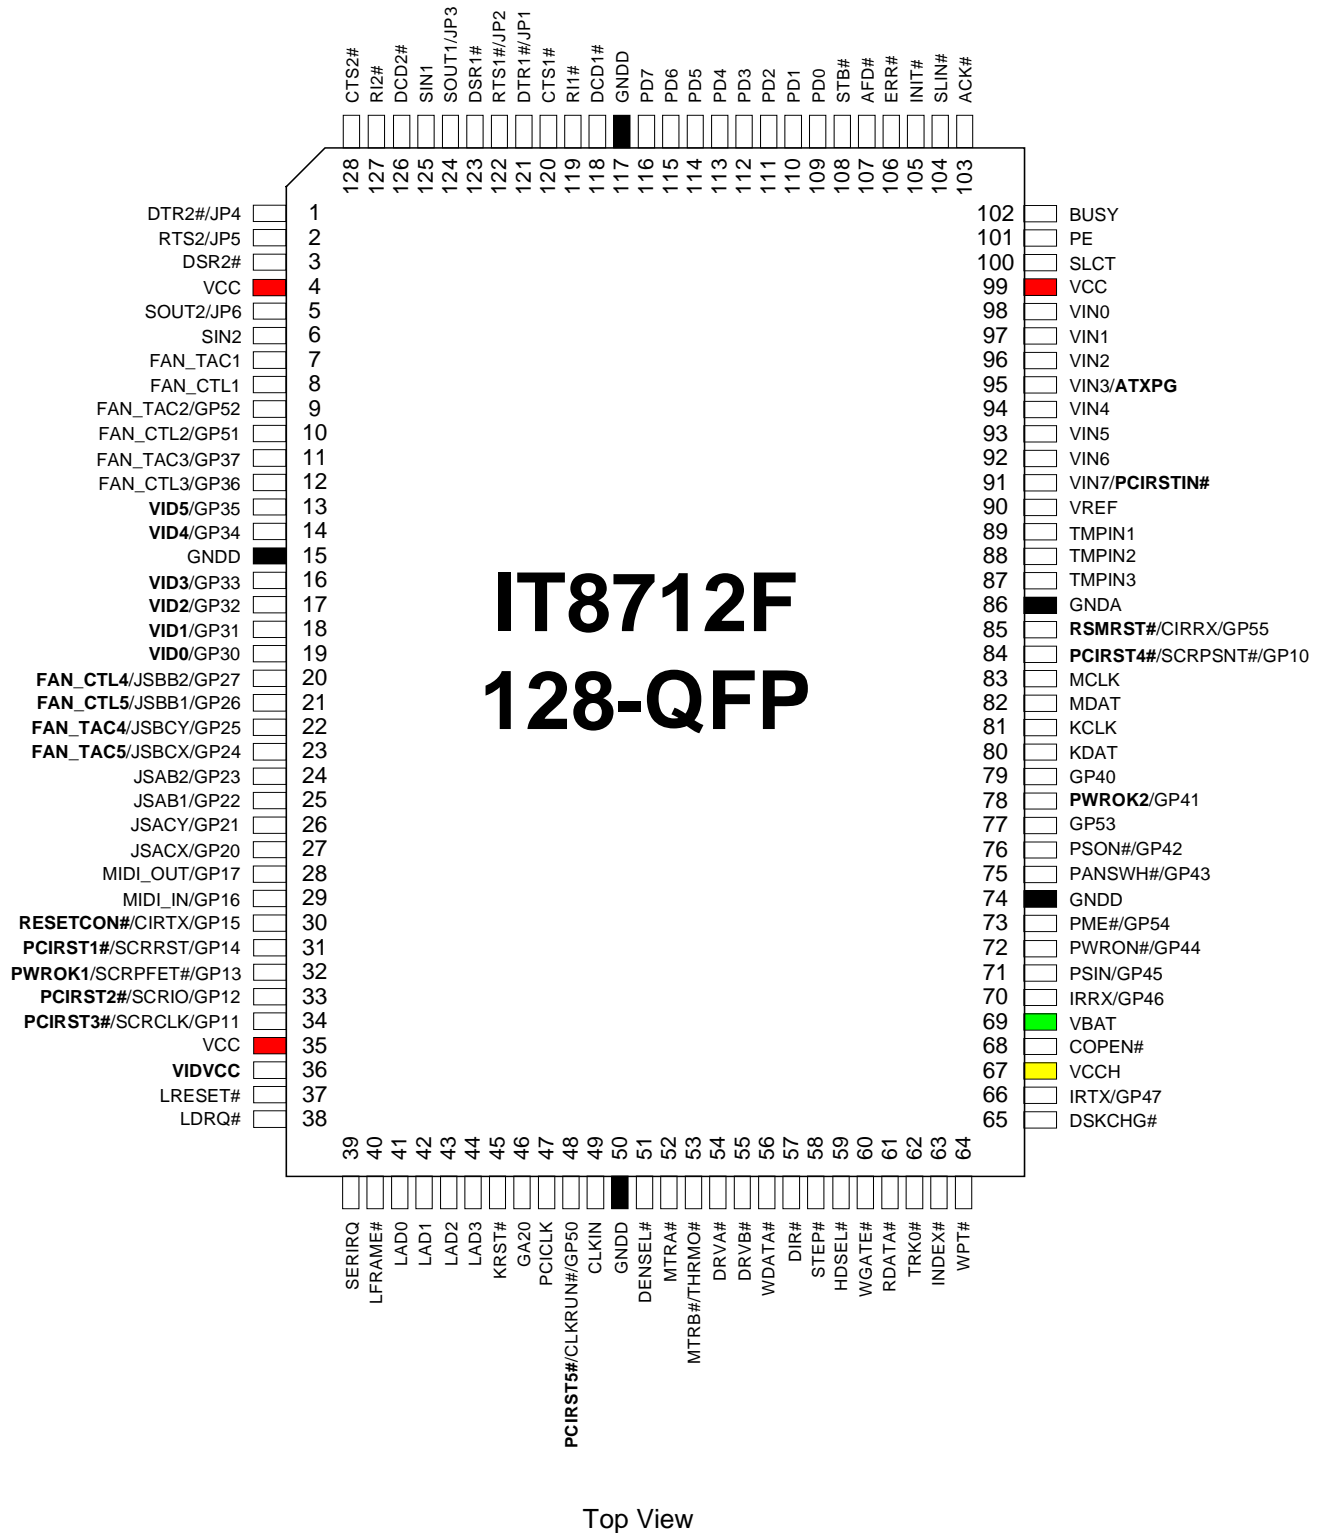 CTS2#
RI2#
DCD2#
SIN1
SOUT1/JP3
DSR1#
RTS1#/JP2
DTR1#/JP1
CTS1#
RI1#
DCD1#
GNDD
PD7
PD6
PD5
PD4
PD3
PD2
PD1
PD0
STB#
AFD#
ERR#
INIT#
SLIN#
ACK#
128
127
126
125
124
123
122
121
120
119
118
117
116
115
114
113
112
111
110
109
108
107
106
105
104
103
DTR2#/JP4 1
RTS2/JP5 2
DSR2# 3
VCC 4
SOUT2/JP6 5
SIN2 6
FAN_TAC1 7
FAN_CTL1 8
FAN_TAC2/GP52 9
FAN_CTL2/GP51 10
FAN_TAC3/GP37 11
FAN_CTL3/GP36 12
VID5/GP35 13
VID4/GP34 14
GNDD 15
VID3/GP33 16
VID2/GP32 17
VID1/GP31 18
VID0/GP30 19
FAN_CTL4/JSBB2/GP27 20
FAN_CTL5/JSBB1/GP26 21
FAN_TAC4/JSBCY/GP25 22
FAN_TAC5/JSBCX/GP24 23
JSAB2/GP23 24
JSAB1/GP22 25
JSACY/GP21 26
JSACX/GP20 27
MIDI_OUT/GP17 28
MIDI_IN/GP16 29
RESETCON#/CIRTX/GP15 30
PCIRST1#/SCRRST/GP14 31
PWROK1/SCRPFET#/GP13 32
PCIRST2#/SCRIO/GP12 33
PCIRST3#/SCRCLK/GP11 34
VCC 35
VIDVCC 36
LRESET# 37
LDRQ# 38
IT8712F
128-QFP
102 BUSY
101 PE
100 SLCT
99 VCC
98 VIN0
97 VIN1
96 VIN2
95 VIN3/ATXPG
94 VIN4
93 VIN5
92 VIN6
91 VIN7/PCIRSTIN#
90 VREF
89 TMPIN1
88 TMPIN2
87 TMPIN3
86 GNDA
85 RSMRST#/CIRRX/GP55
84 PCIRST4#/SCRPSNT#/GP10
83 MCLK
82 MDAT
81 KCLK
80 KDAT
79 GP40
78 PWROK2/GP41
77 GP53
76 PSON#/GP42
75 PANSWH#/GP43
74 GNDD
73 PME#/GP54
72 PWRON#/GP44
71 PSIN/GP45
70 IRRX/GP46
69 VBAT
68 COPEN#
67 VCCH
66 IRTX/GP47
65 DSKCHG#
39
40
41
42
43
44
45
46
47
48
49
50
51
52
53
54
55
56
57
58
59
60
61
62
63
64
SERIRQ
LFRAME#
LAD0
LAD1
LAD2
LAD3
KRST#
GA20
PCICLK
PCIRST5#/CLKRUN#/GP50
CLKIN
GNDD
DENSEL#
MTRA#
MTRB#/THRMO#
DRVA#
DRVB#
WDATA#
DIR#
STEP#
HDSEL#
WGATE#
RDATA#
TRK0#
INDEX#
WPT#
Top View